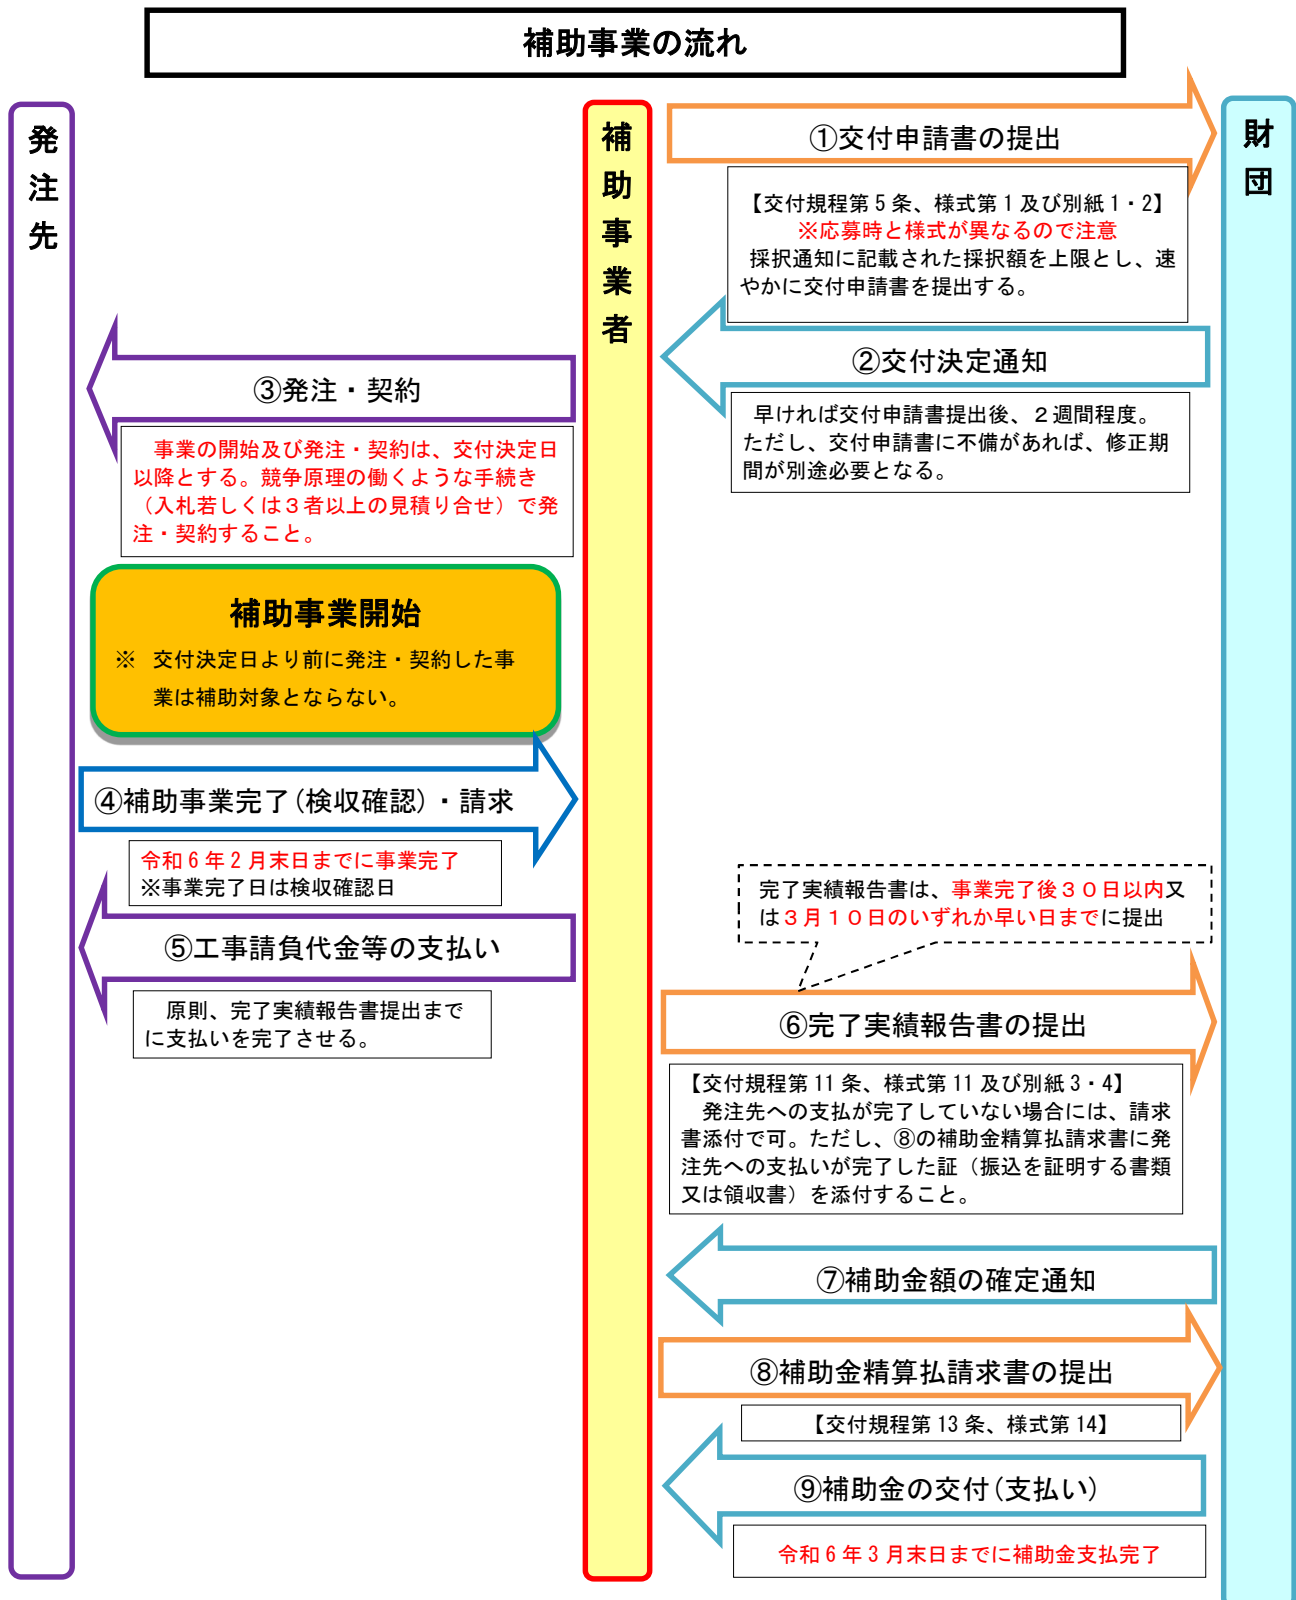 補助事業の流れ
発注先
補助事業者
財団
①交付申請書の提出
【交付規程第5条、様式第1及び別紙1・2】
※応募時と様式が異なるので注意
採択通知に記載された採択額を上限とし、速
やかに交付申請書を提出する。
②交付決定通知
早ければ交付申請書提出後、２週間程度。
ただし、交付申請書に不備があれば、修正期
間が別途必要となる。
③発注・契約
事業の開始及び発注・契約は、交付決定日
以降とする。競争原理の働くような手続き
（入札若しくは３者以上の見積り合せ）で発
注・契約すること。
補助事業開始
※　交付決定日より前に発注・契約した事
業は補助対象とならない。
④補助事業完了(検収確認)・請求
令和6年2月末日までに事業完了
※事業完了日は検収確認日
⑤工事請負代金等の支払い
原則、完了実績報告書提出まで
に支払いを完了させる。
完了実績報告書は、事業完了後３０日以内又
は３月１０日のいずれか早い日までに提出
⑥完了実績報告書の提出
【交付規程第11条、様式第11及び別紙3・4】
発注先への支払が完了していない場合には、請求
書添付で可。ただし、⑧の補助金精算払請求書に発
注先への支払いが完了した証（振込を証明する書類
又は領収書）を添付すること。
⑦補助金額の確定通知
⑧補助金精算払請求書の提出
【交付規程第13条、様式第14】
⑨補助金の交付(支払い)
令和6年3月末日までに補助金支払完了